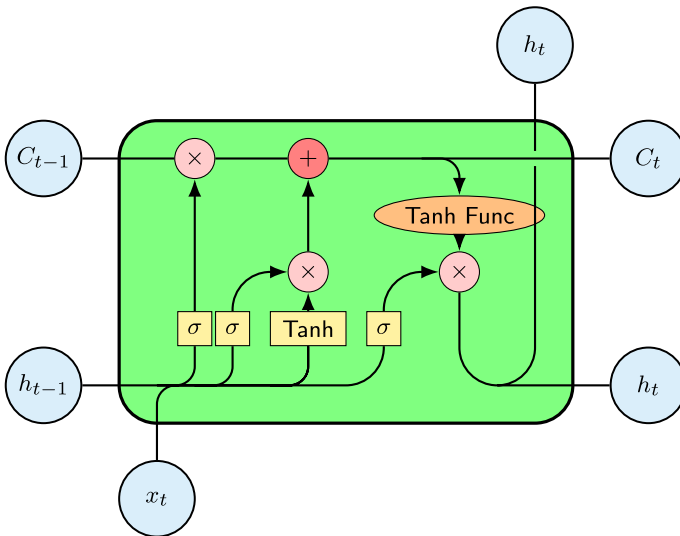 h_t
C_{t-1}
×
+
C_t
Tanh Func
×
×
σ
σ
Tanh
σ
h_{t-1}
h_t
x_t